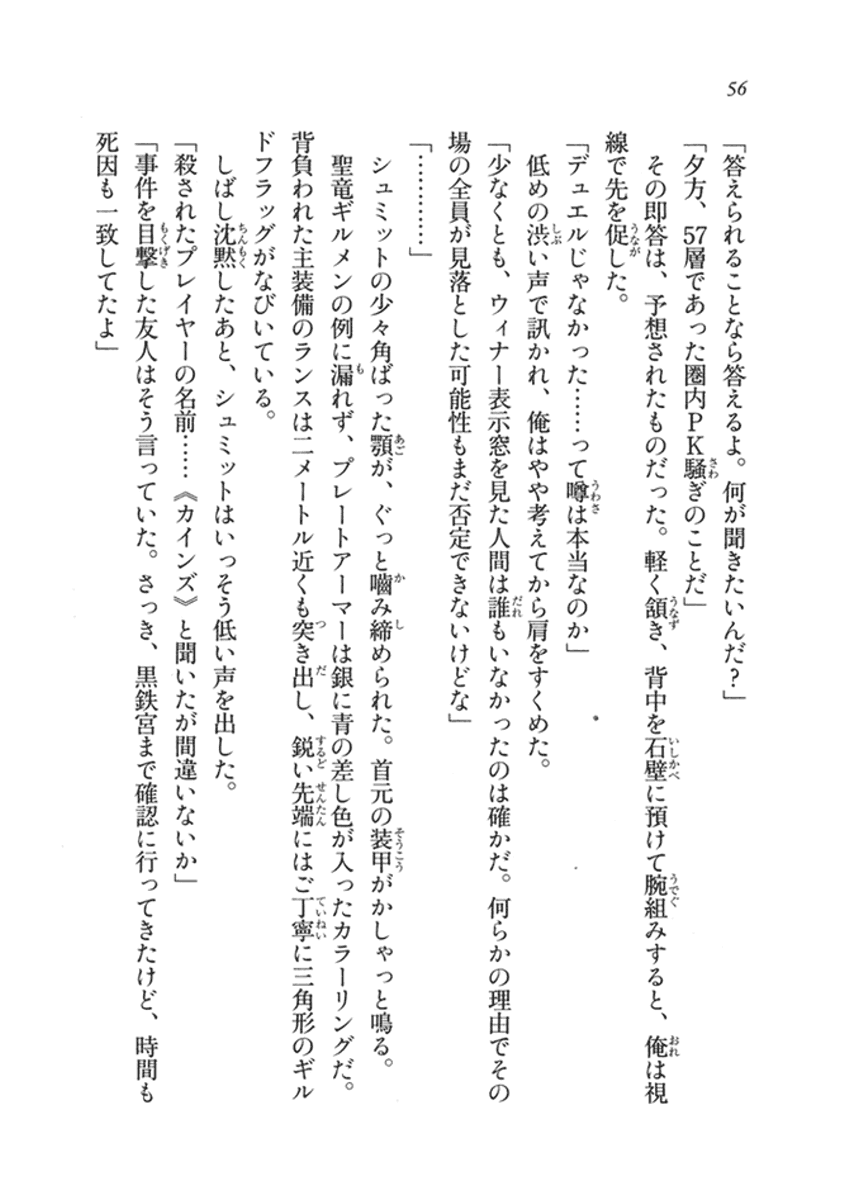 56
「答えられることなら答えるよ。何が聞きたいんだ？」
「夕方、57層であった圏内ＰＫ騒ぎのことだ」
その即答は、予想されたものだった。軽く頷き、背中を石壁に預けて腕組みすると、俺は視
線で先を促した。
「デュエルじゃなかった……って噂は本当なのか」
低めの渋い声で訊かれ、俺はやや考えてから肩をすくめた。
「少なくとも、ウィナー表示窓を見た人間は誰もいなかったのは確かだ。何らかの理由でその
場の全員が見落とした可能性もまだ否定できないけどな」
「…………」
シュミットの少々角ばった顎が、ぐっと嚙み締められた。首元の装甲がかしゃっと鳴る。
聖竜ギルメンの例に漏れず、プレートアーマーは銀に青の差し色が入ったカラーリングだ。
背負われた主装備のランスは二メートル近くも突き出し、鋭い先端にはご丁寧に三角形のギル
ドフラッグがなびいている。
しばし沈黙したあと、シュミットはいっそう低い声を出した。
「殺されたプレイヤーの名前……《カインズ》と聞いたが間違いないか」
「事件を目撃した友人はそう言っていた。さっき、黒鉄宮まで確認に行ってきたけど、時間も
死因も一致してたよ」